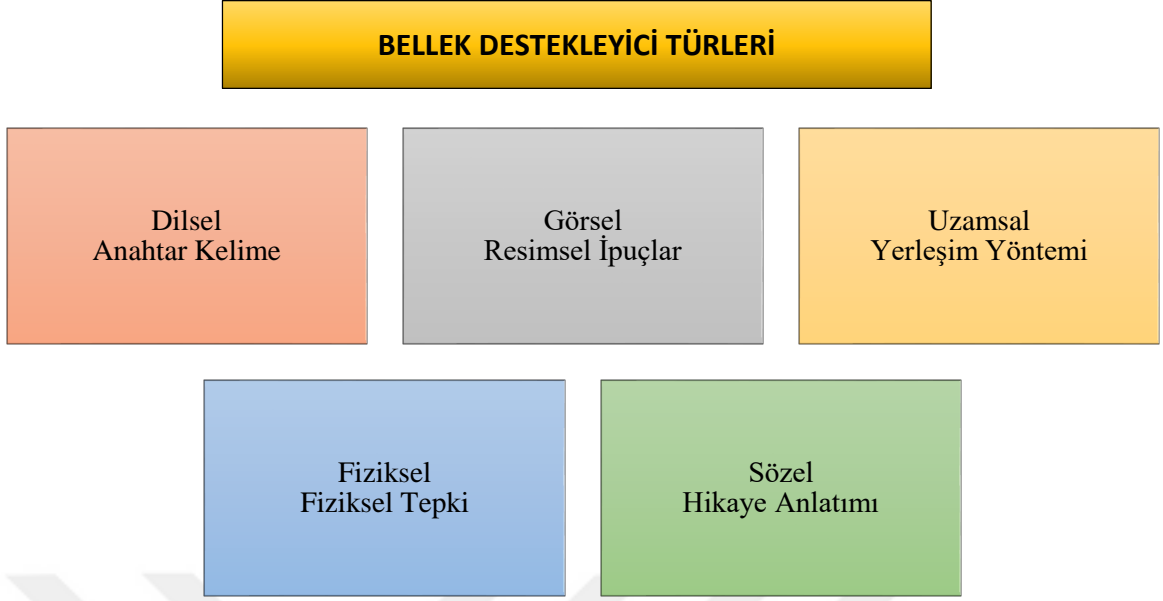 BELLEK DESTEKLEYİCİ TÜRLERİ
Dilsel
Anahtar Kelime
Görsel
Resimsel İpuçlar
Uzamsal
Yerleşim Yöntemi
Fiziksel
Fiziksel Tepki
Sözel
Hikaye Anlatımı